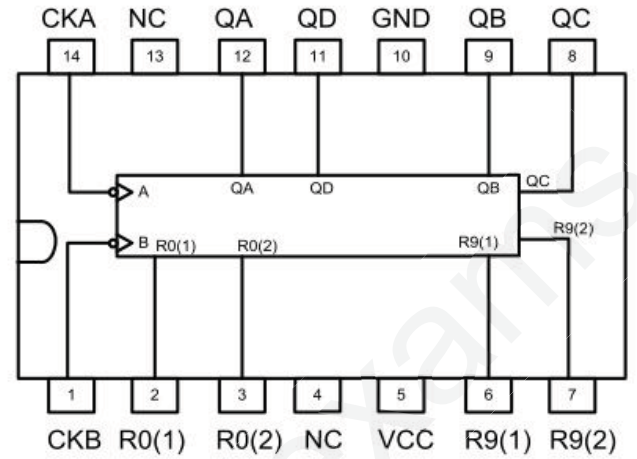 CKA NC QA QD GND QB QC
14 13 12 11 10 9 8
A QA QD QB QC
B R0(1) R0(2) R9(1) R9(2)
1 2 3 4 5 6 7
CKB R0(1) R0(2) NC VCC R9(1) R9(2)
exams